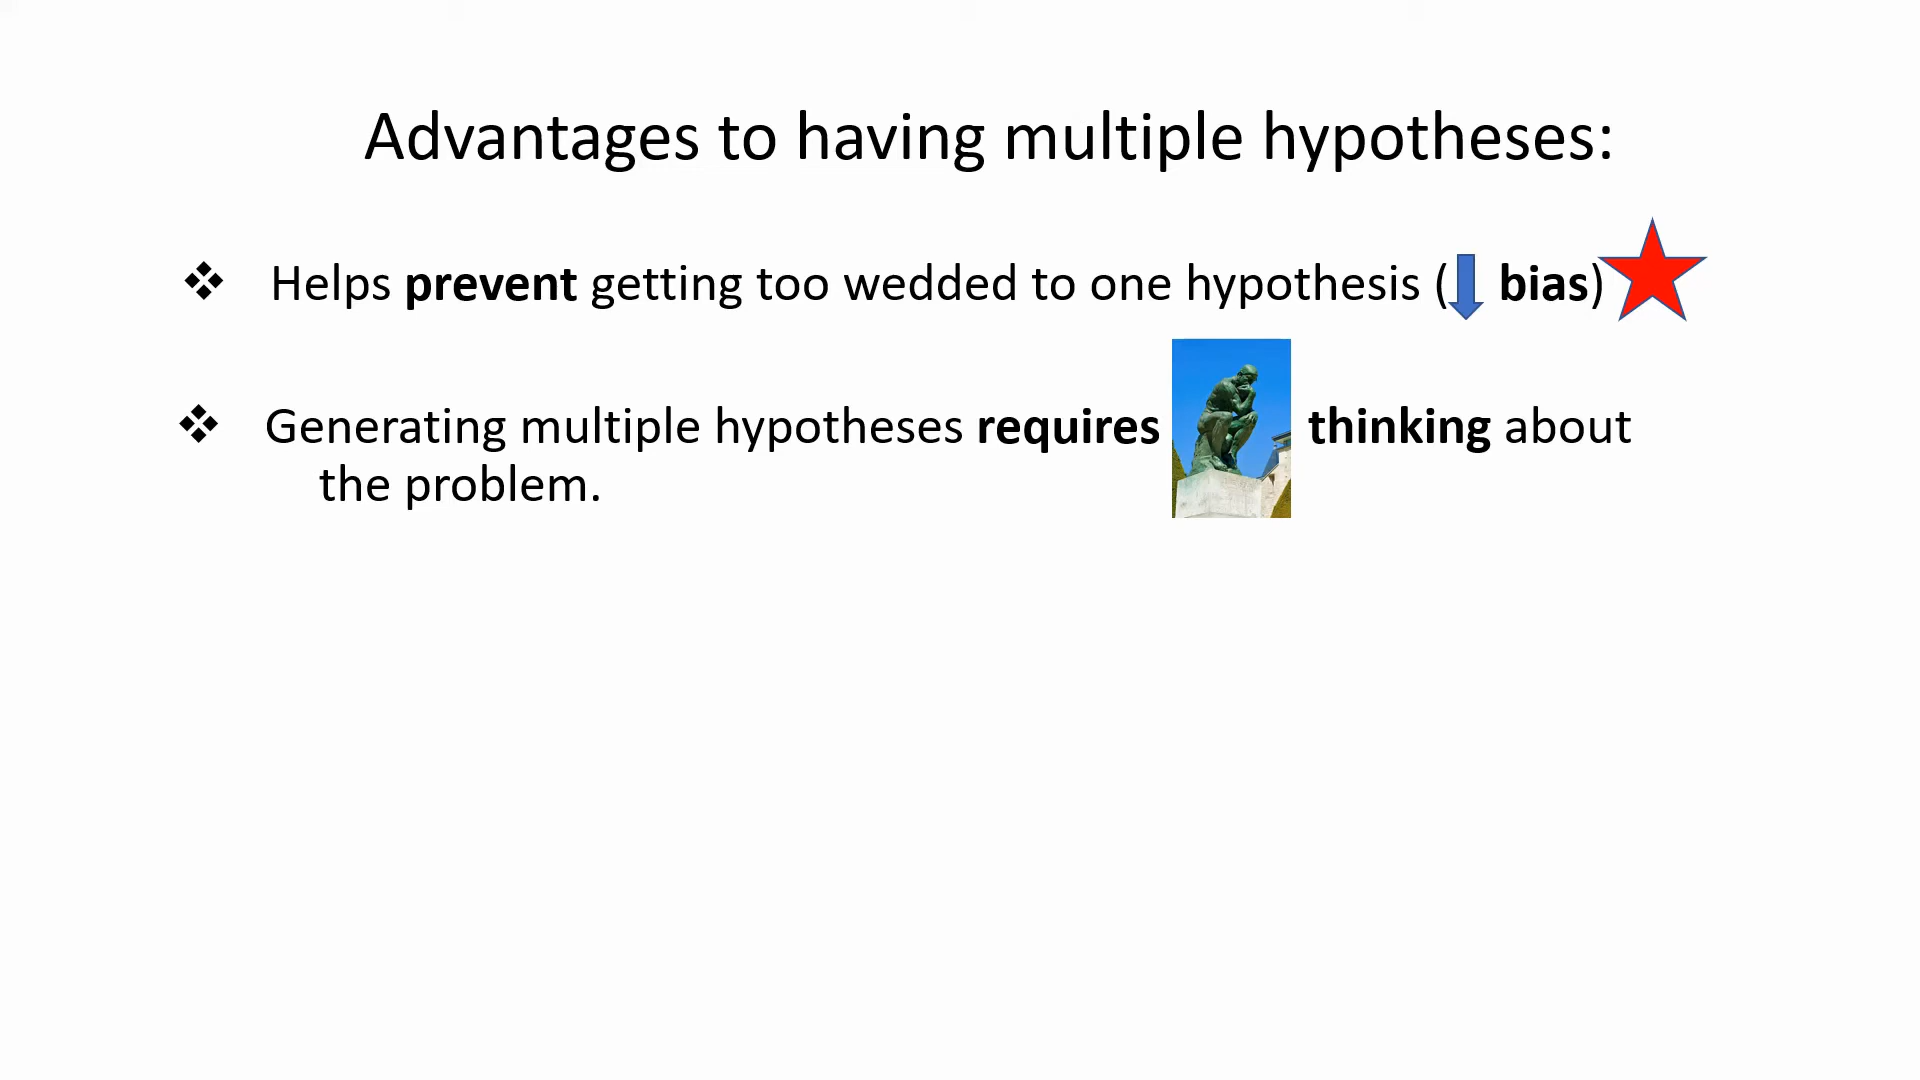 Advantages to having multiple hypotheses:
❖ Helps prevent getting too wedded to one hypothesis (⬇ bias)
❖ Generating multiple hypotheses requires thinking about
the problem.